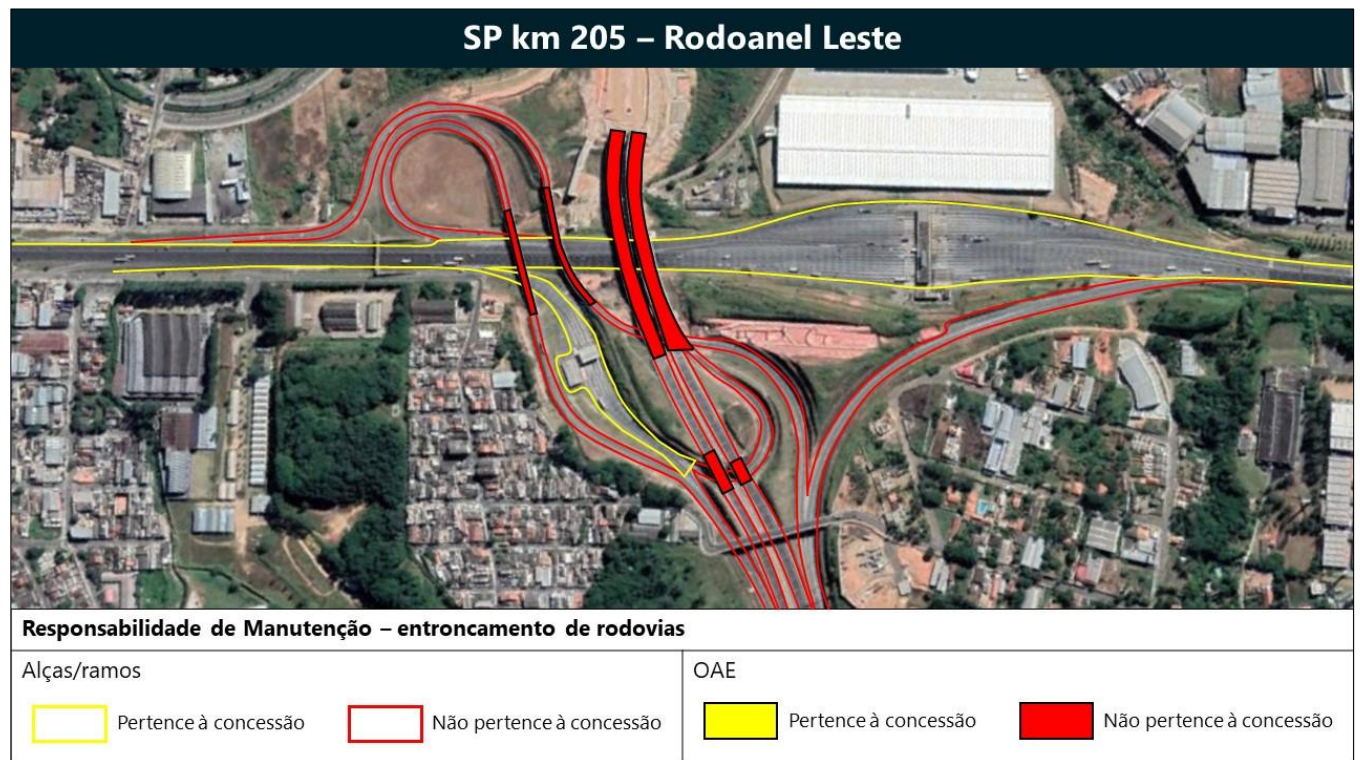 SP km 205 – Rodoanel Leste
Responsabilidade de Manutenção – entroncamento de rodovias
Alças/ramos
Pertence à concessão
Não pertence à concessão
OAE
Pertence à concessão
Não pertence à concessão